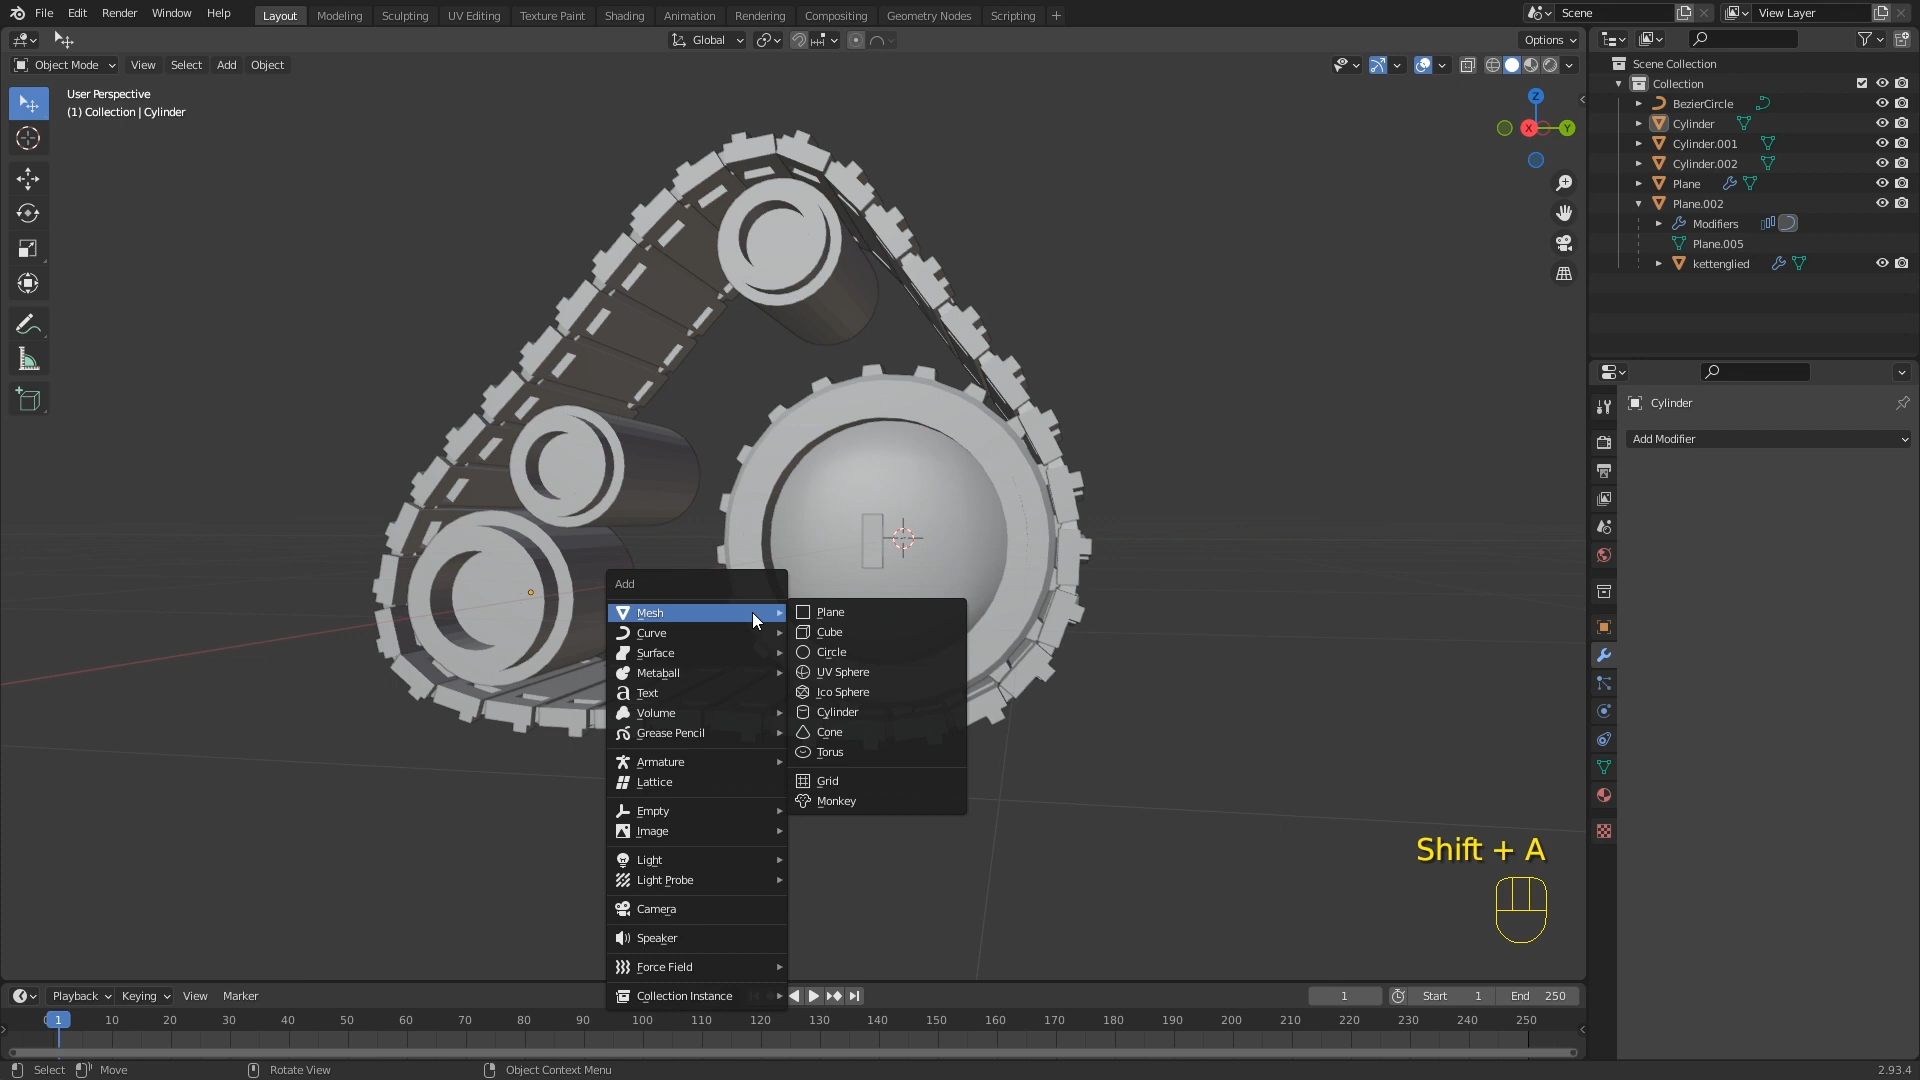 File Edit Render Window Help Layout Modeling Sculpting UV Editing Texture Paint Shading Animation Rendering Compositing Geometry Nodes Scripting + Scene View Layer
Global Options
Object Mode View Select Add Object
User Perspective
(1) Collection | Cylinder
Z
X
Y
Scene Collection
Collection
BezierCircle
Cylinder
Cylinder.001
Cylinder.002
Plane
Plane.002
Modifiers
Plane.005
kettenglied
Cylinder
Add Modifier
Add
Mesh
Curve
Surface
Metaball
Text
Volume
Grease Pencil
Armature
Lattice
Empty
Image
Light
Light Probe
Camera
Speaker
Force Field
Collection Instance
Plane
Cube
Circle
UV Sphere
Ico Sphere
Cylinder
Cone
Torus
Grid
Monkey
Shift + A
Playback Keying View Marker 1 Start 1 End 250
1 10 20 30 40 50 60 70 80 90 100 110 120 130 140 150 160 170 180 190 200 210 220 230 240 250
Select Move Rotate View Object Context Menu 2.93.4